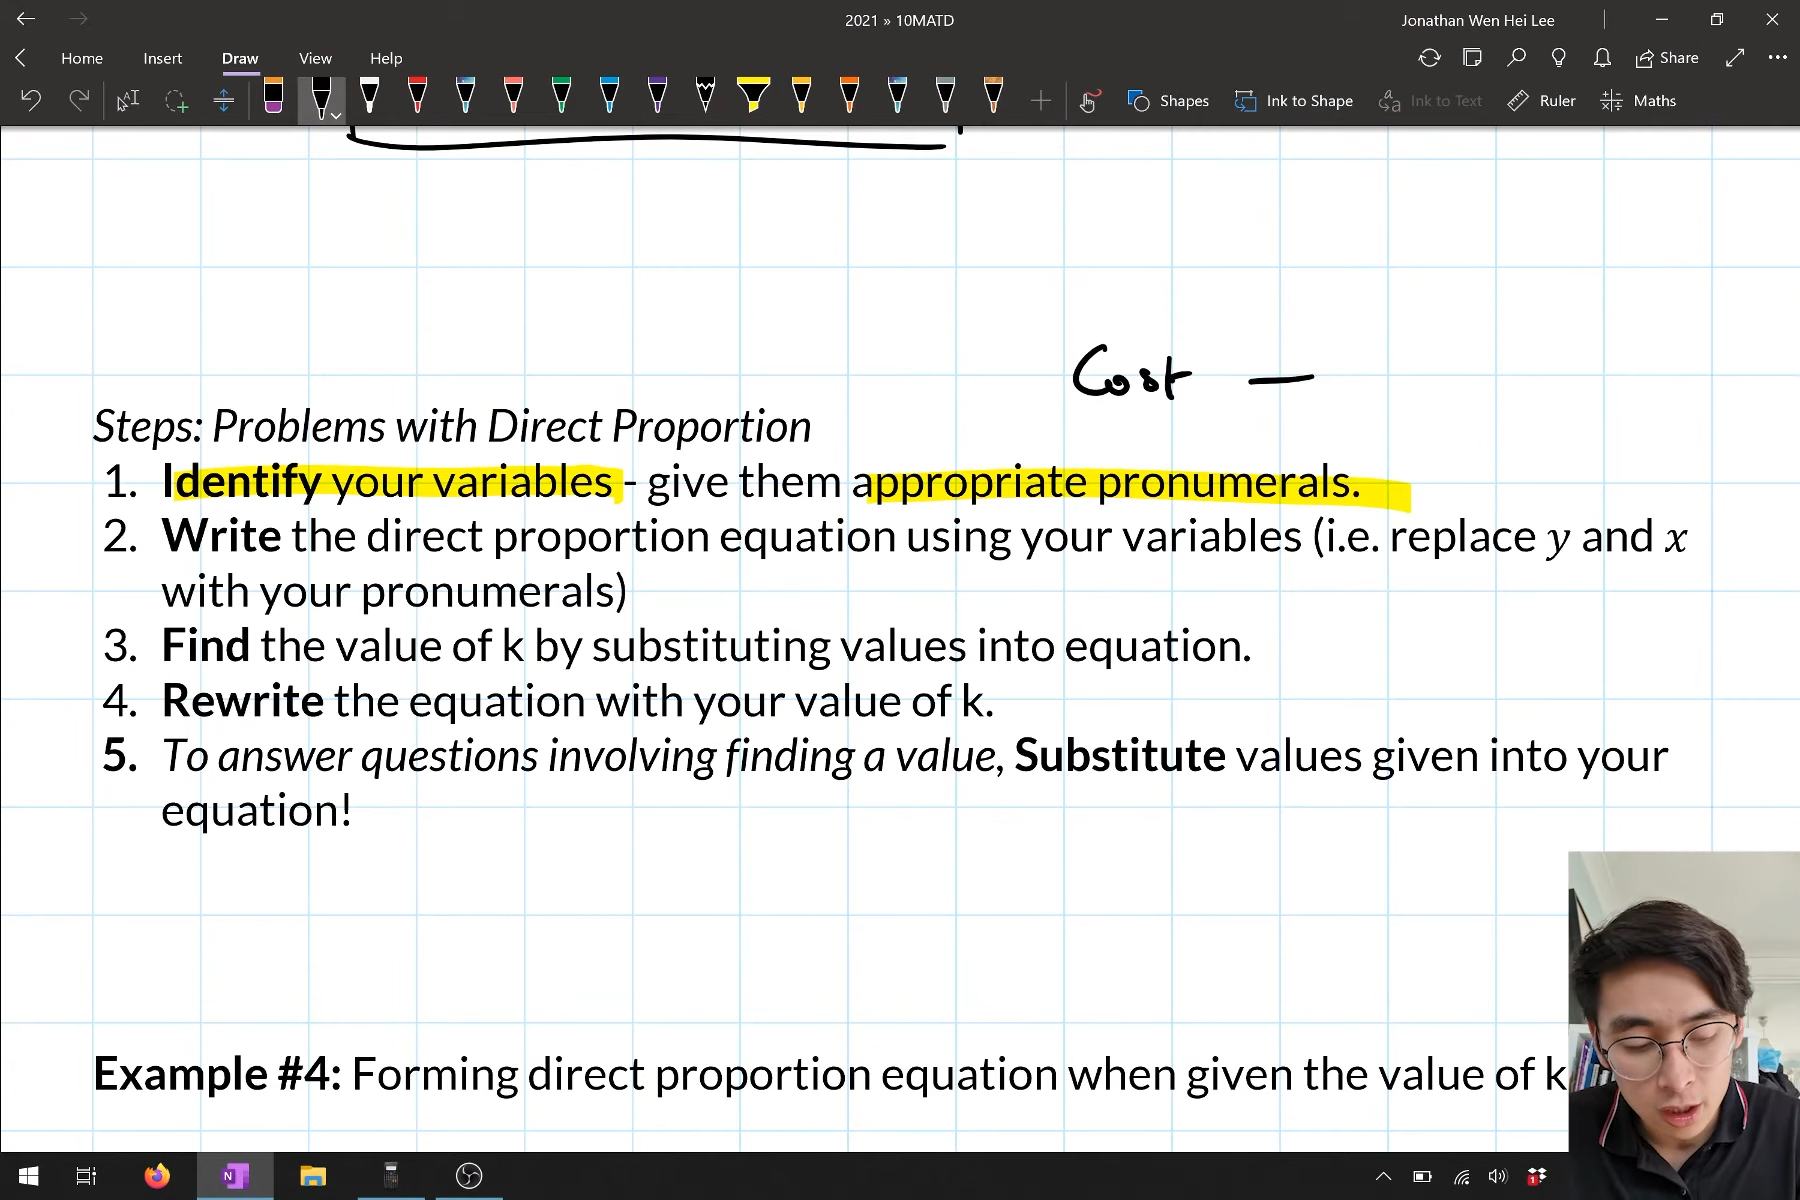 2021 » 10MATD
Jonathan Wen Hei Lee
Home Insert Draw View Help
Share
Shapes Ink to Shape Ink to Text Ruler Maths
Cost —
Steps: Problems with Direct Proportion
1. Identify your variables - give them appropriate pronumerals.
2. Write the direct proportion equation using your variables (i.e. replace y and x
with your pronumerals)
3. Find the value of k by substituting values into equation.
4. Rewrite the equation with your value of k.
5. To answer questions involving finding a value, Substitute values given into your
equation!
Example #4: Forming direct proportion equation when given the value of k